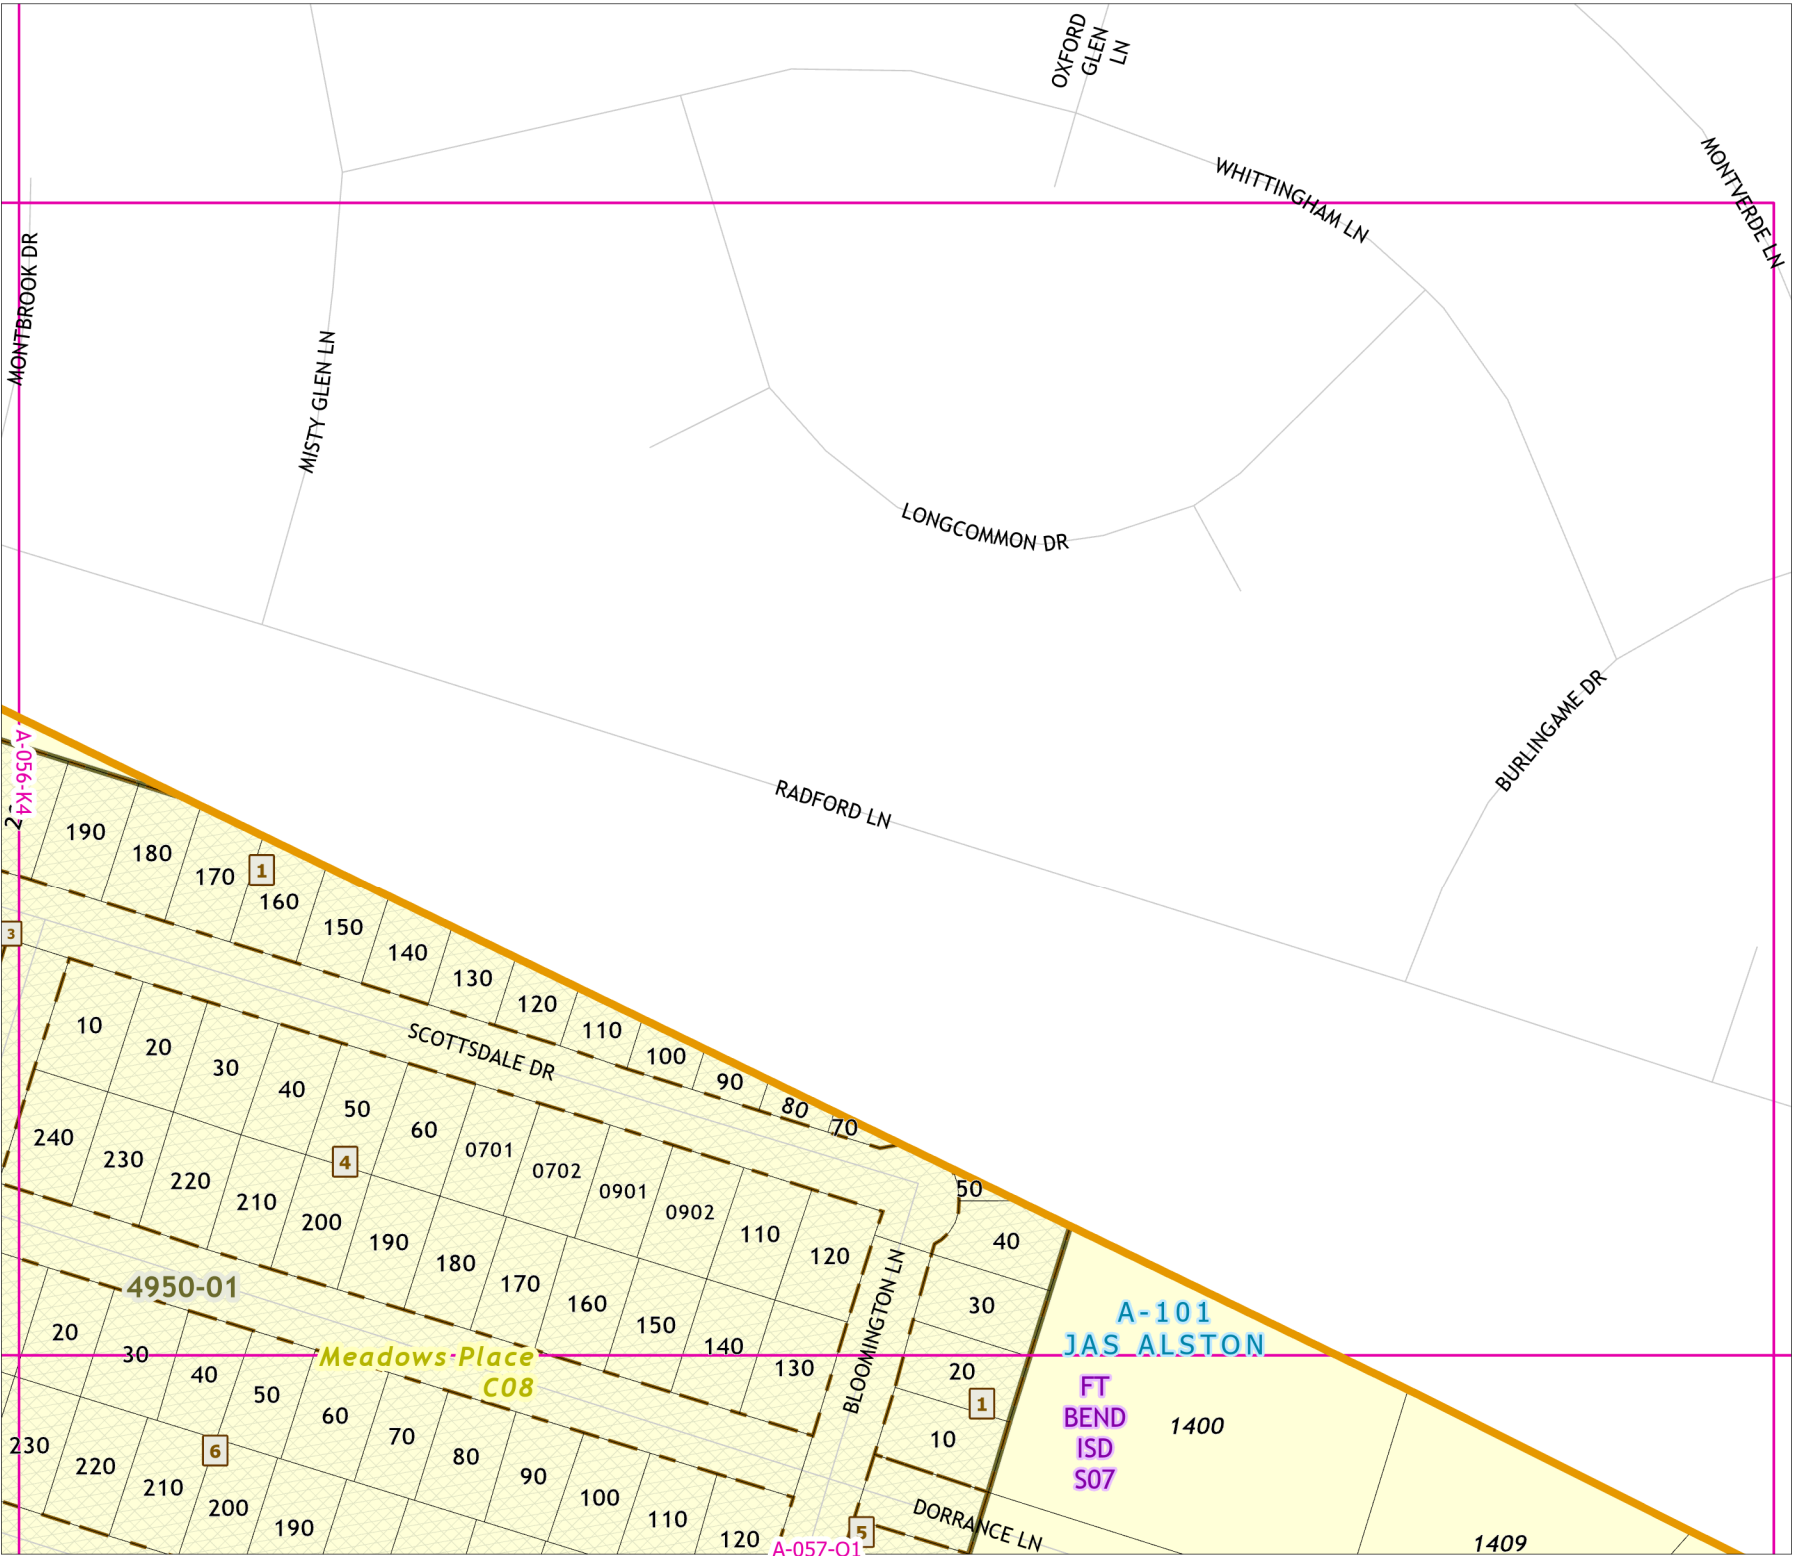 OXFORD
GLEN
LN
WHITTINGHAM LN
MONTVERDE LN
MONTBROOK DR
MISTY GLEN LN
LONGCOMMON DR
BURLINGAME DR
RADFORD LN
A-056-K4
190
180
170
1
160
150
140
130
120
110
100
90
80
70
3
SCOTTSDALE DR
10
20
30
40
50
60
0701
0702
0901
0902
110
120
240
230
220
210
4
200
190
180
170
160
150
140
130
50
40
30
20
1
10
BLOOMINGTON LN
4950-01
Meadows Place
C08
A-101
JAS ALSTON
FT
BEND
ISD
S07
1400
1409
20
30
40
50
60
70
80
90
100
110
120
230
220
210
6
200
190
5
DORRANCE LN
A-057-O1